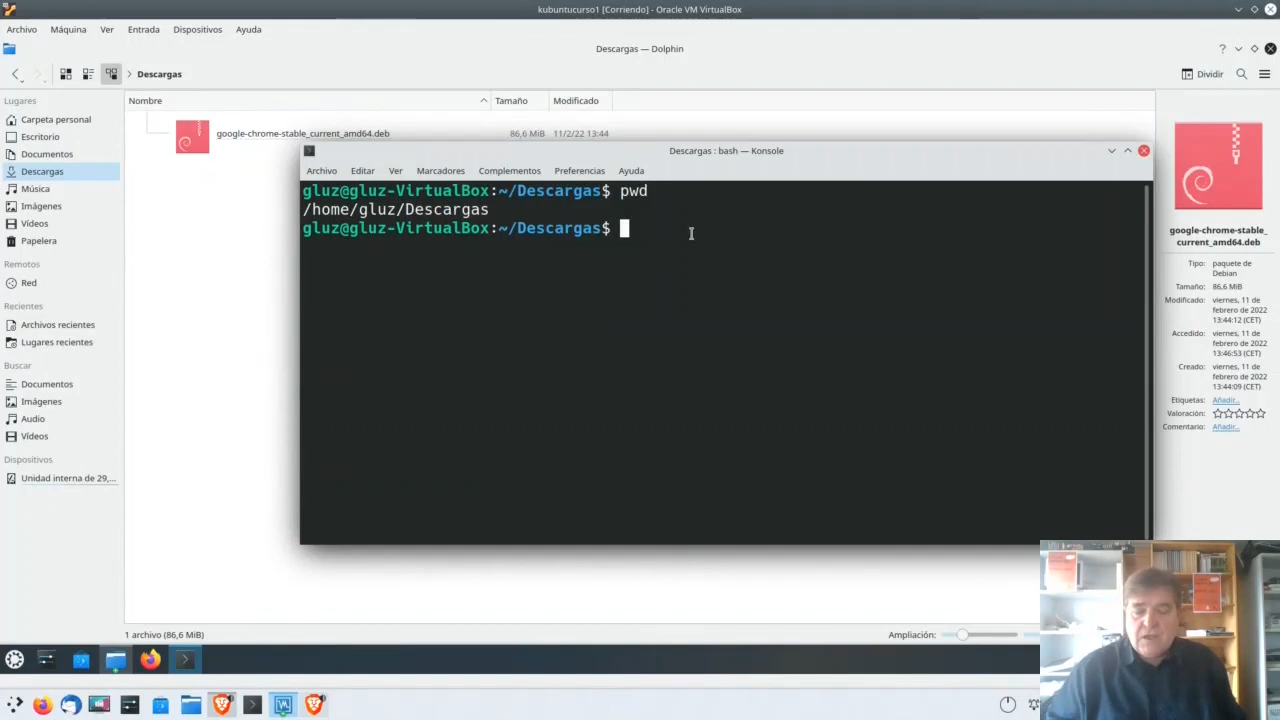 kubuntucurso1 [Corriendo] - Oracle VM VirtualBox
Archivo Máquina Ver Entrada Dispositivos Ayuda
Descargas — Dolphin
Descargas
Dividir
Lugares
Carpeta personal
Escritorio
Documentos
Descargas
Música
Imágenes
Vídeos
Papelera
Remotos
Red
Recientes
Archivos recientes
Lugares recientes
Buscar
Documentos
Imágenes
Audio
Vídeos
Dispositivos
Unidad interna de 29,...
Nombre Tamaño Modificado
google-chrome-stable_current_amd64.deb 86,6 MiB 11/2/22 13:44
Descargas : bash — Konsole
Archivo Editar Ver Marcadores Complementos Preferencias Ayuda
gluz@gluz-VirtualBox:~/Descargas$ pwd
/home/gluz/Descargas
gluz@gluz-VirtualBox:~/Descargas$
google-chrome-stable_
current_amd64.deb
Tipo: paquete de
Debian
Tamaño: 86,6 MiB
Modificado: viernes, 11 de
febrero de 2022
13:44:12 (CET)
Accedido: viernes, 11 de
febrero de 2022
13:46:53 (CET)
Creado: viernes, 11 de
febrero de 2022
13:44:09 (CET)
Etiquetas: Añadir...
Valoración:
Comentario: Añadir...
1 archivo (86,6 MiB)
Ampliación: